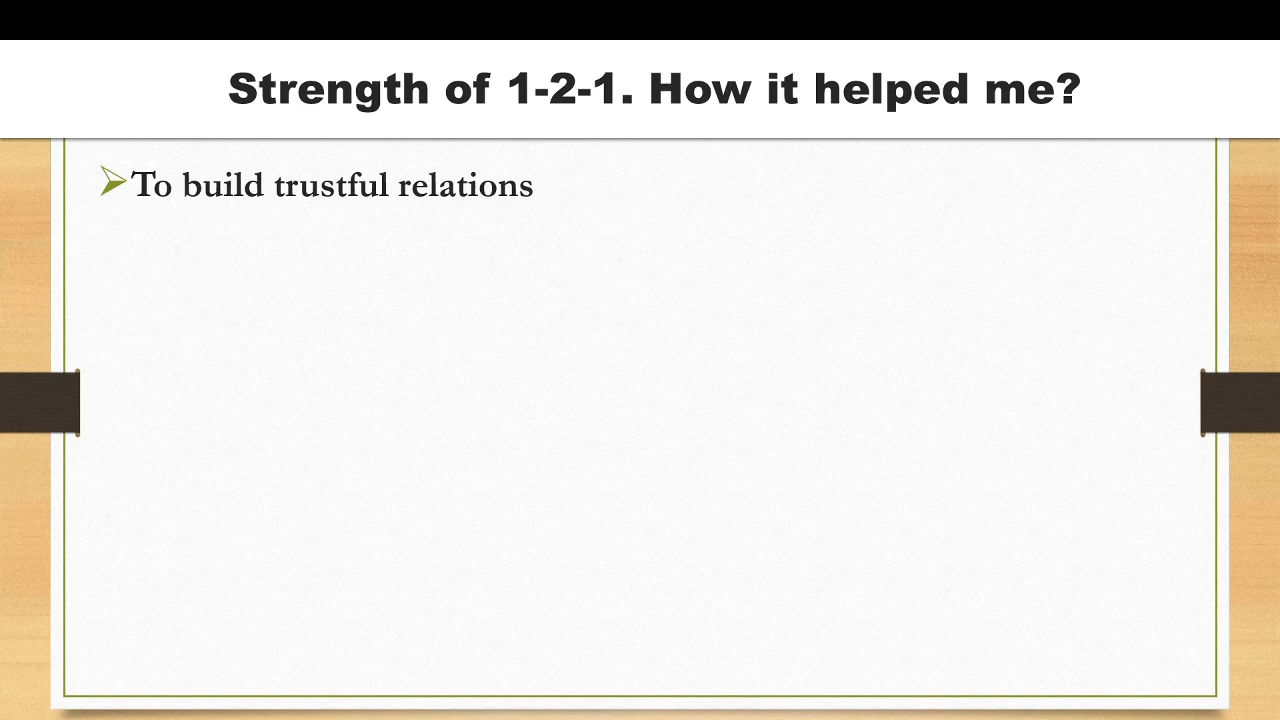 Strength of 1-2-1. How it helped me?
To build trustful relations